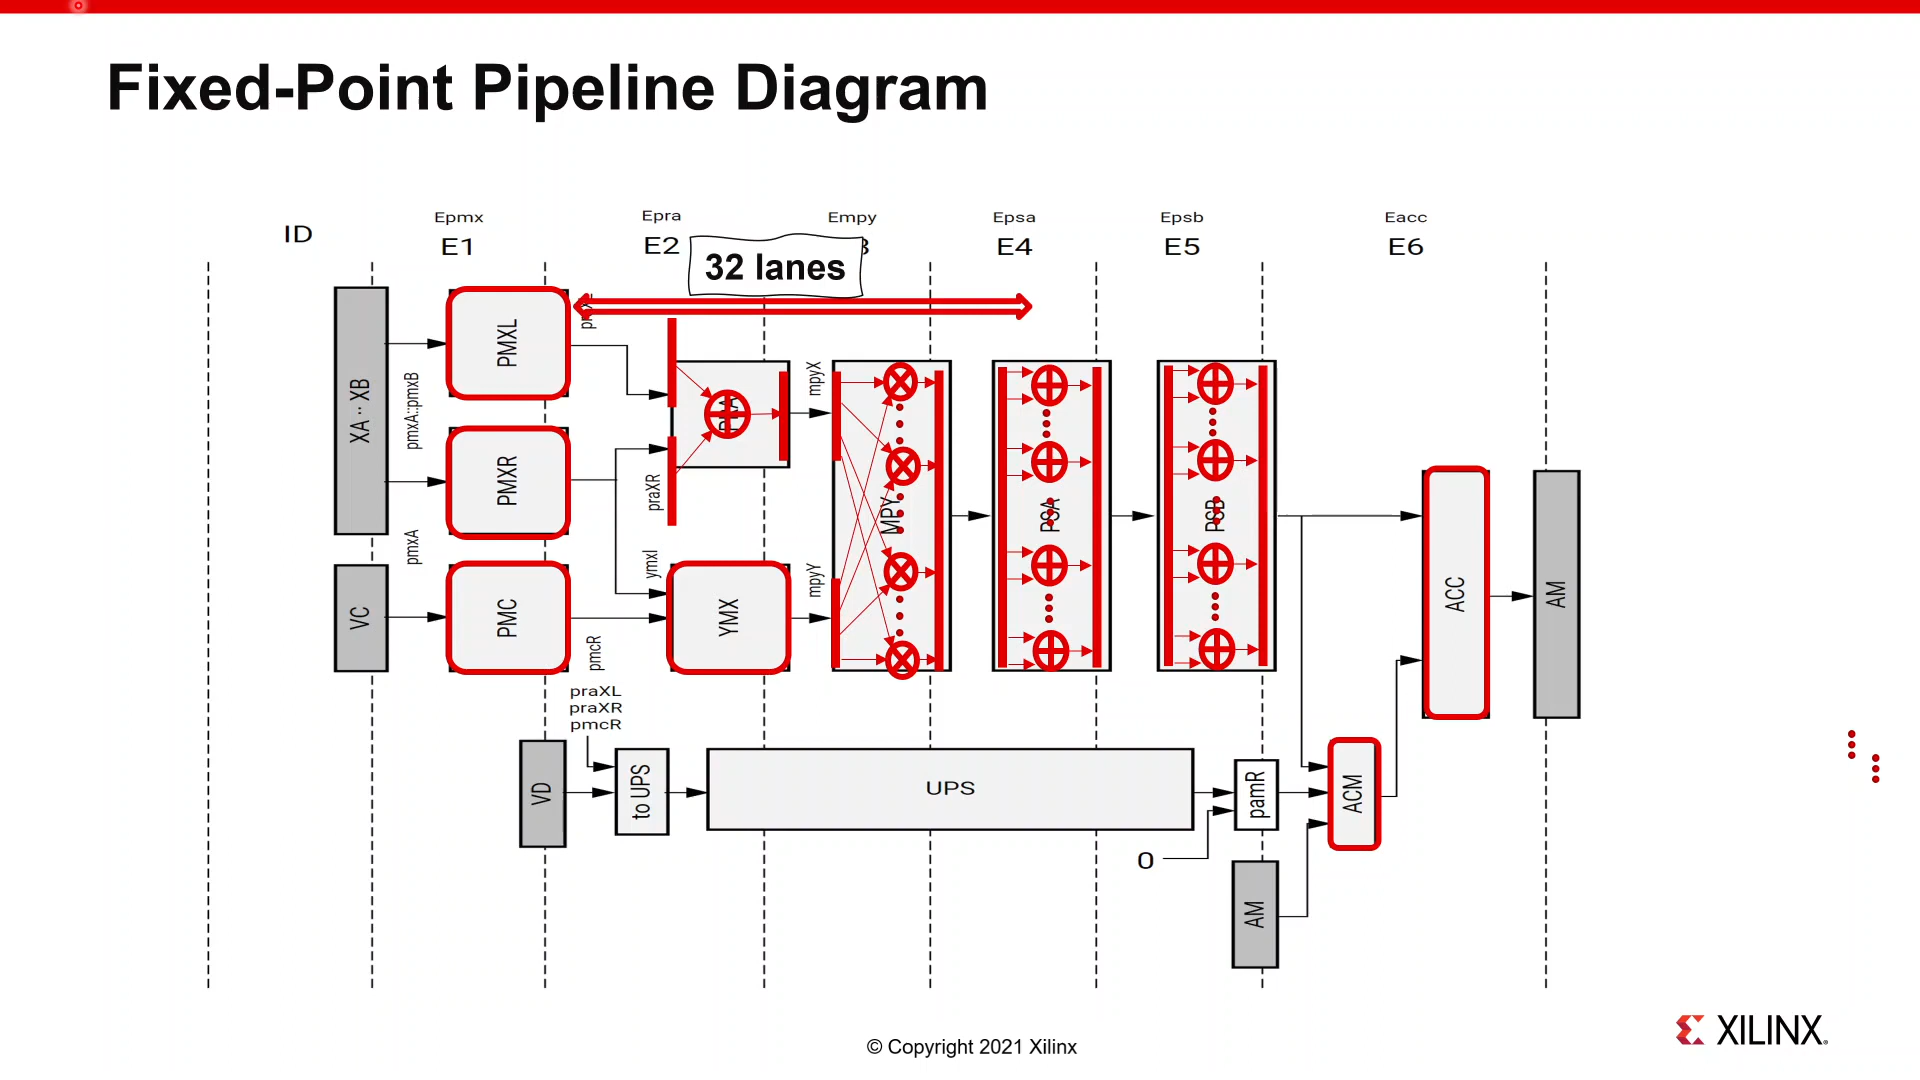 Fixed-Point Pipeline Diagram
ID
Epmx
E1
Epra
E2
Empy
Epsa
E4
Epsb
E5
Eacc
E6
32 lanes
XA·· XB
VC
pmxA::pmxB
pmxA
PMXL
PMXR
PMC
praXR
ymxI
pmcR
YMX
mpyX
mpyY
MPY
PSA
PSB
ACC
AM
praXL
praXR
pmcR
VD
to UPS
UPS
pamR
ACM
0
AM
© Copyright 2021 Xilinx
XILINX.